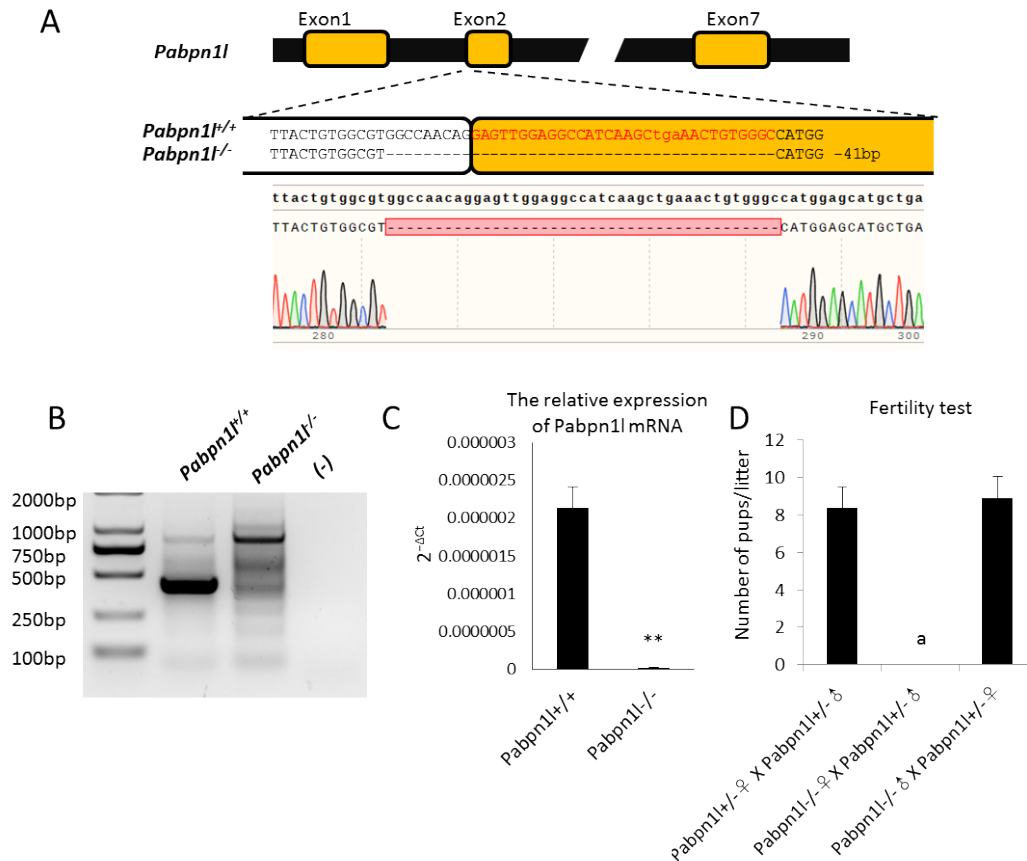 A
Exon1 Exon2 Exon7
Pabpn1l
Pabpn1l+/+ TTACTGTGGCGTGGCCAACAGGAGTTGGAGGCCATCAAGCtgaAACTGTGGGCCATGG
Pabpn1l-/- TTACTGTGGCGT-----------------------------------------CATGG -41bp
ttactgtggcgtggccaacaggagttggaggccatcaagctgaaactgtgggccatggagcatgctga
TTACTGTGGCGT-----------------------------------------CATGGAGCATGCTGA
280 290 300
B
Pabpn1l+/+ Pabpn1l-/- (-)
2000bp
1000bp
750bp
500bp
250bp
100bp
C
The relative expression
of Pabpn1l mRNA
2^-ΔCt
0.000003
0.0000025
0.000002
0.0000015
0.000001
0.0000005
0
**
Pabpn1l+/+ Pabpn1l-/-
D
Fertility test
Number of pups/litter
12
10
8
6
4
2
0
a
Pabpn1l+/-♀ X Pabpn1l+/-♂
Pabpn1l-/-♀ X Pabpn1l+/-♂
Pabpn1l-/-♂ X Pabpn1l+/-♀